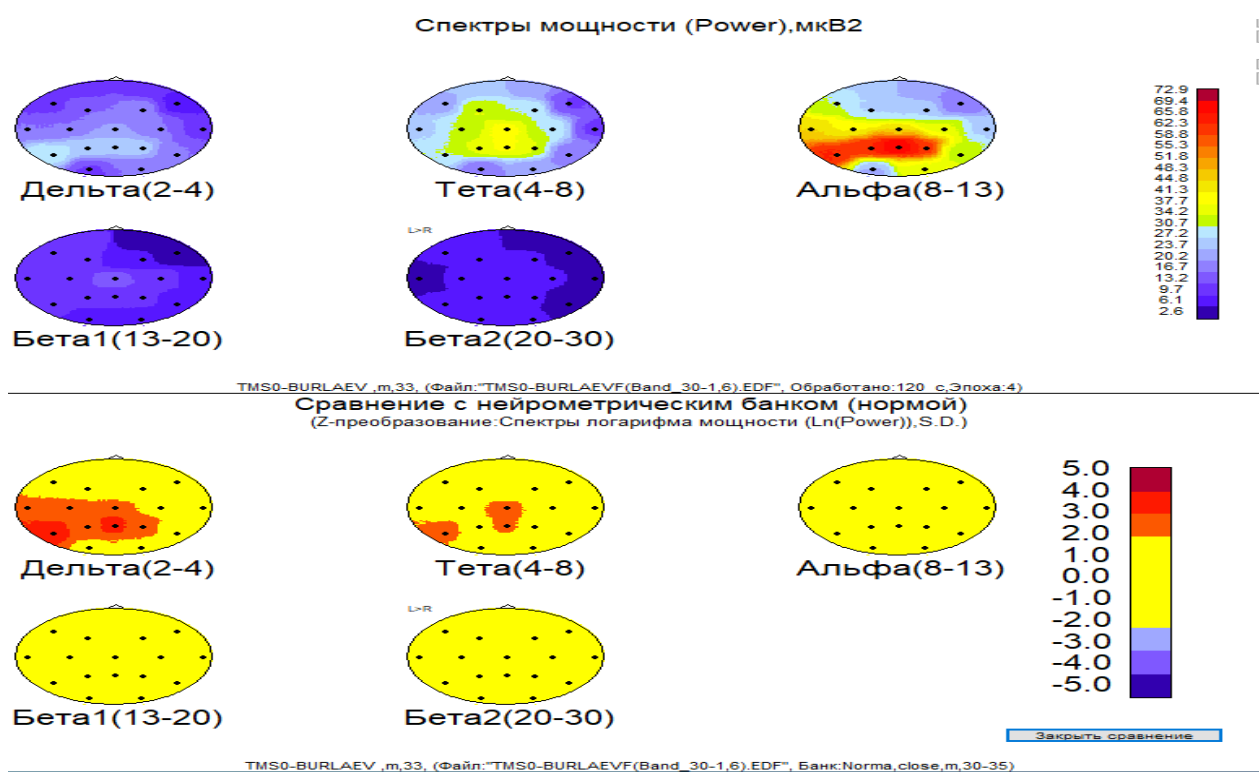 Спектры мощности (Power),мкВ2
Дельта(2-4)
Тета(4-8)
Альфа(8-13)
72.9
69.4
65.8
62.3
58.8
55.3
51.8
48.3
44.8
41.3
37.7
34.2
30.7
27.2
23.7
20.2
16.7
13.2
9.7
6.1
2.6
L>R
Бета1(13-20)
Бета2(20-30)
TMS0-BURLAEV ,m,33, (Файл:"TMS0-BURLAEVF(Band_30-1,6).EDF", Обработано:120 с,Эпоха:4)
Сравнение с нейрометрическим банком (нормой)
(Z-преобразование:Спектры логарифма мощности (Ln(Power)),S.D.)
Дельта(2-4)
Тета(4-8)
Альфа(8-13)
5.0
4.0
3.0
2.0
1.0
0.0
-1.0
-2.0
-3.0
-4.0
-5.0
L>R
Бета1(13-20)
Бета2(20-30)
Закрыть сравнение
TMS0-BURLAEV ,m,33, (Файл:"TMS0-BURLAEVF(Band_30-1,6).EDF", Банк:Norma,close,m,30-35)